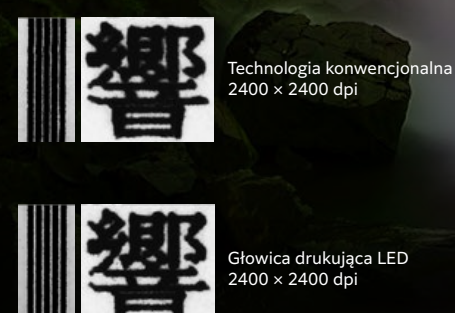 響
Technologia konwencjonalna
2400 × 2400 dpi
響
Głowica drukująca LED
2400 × 2400 dpi